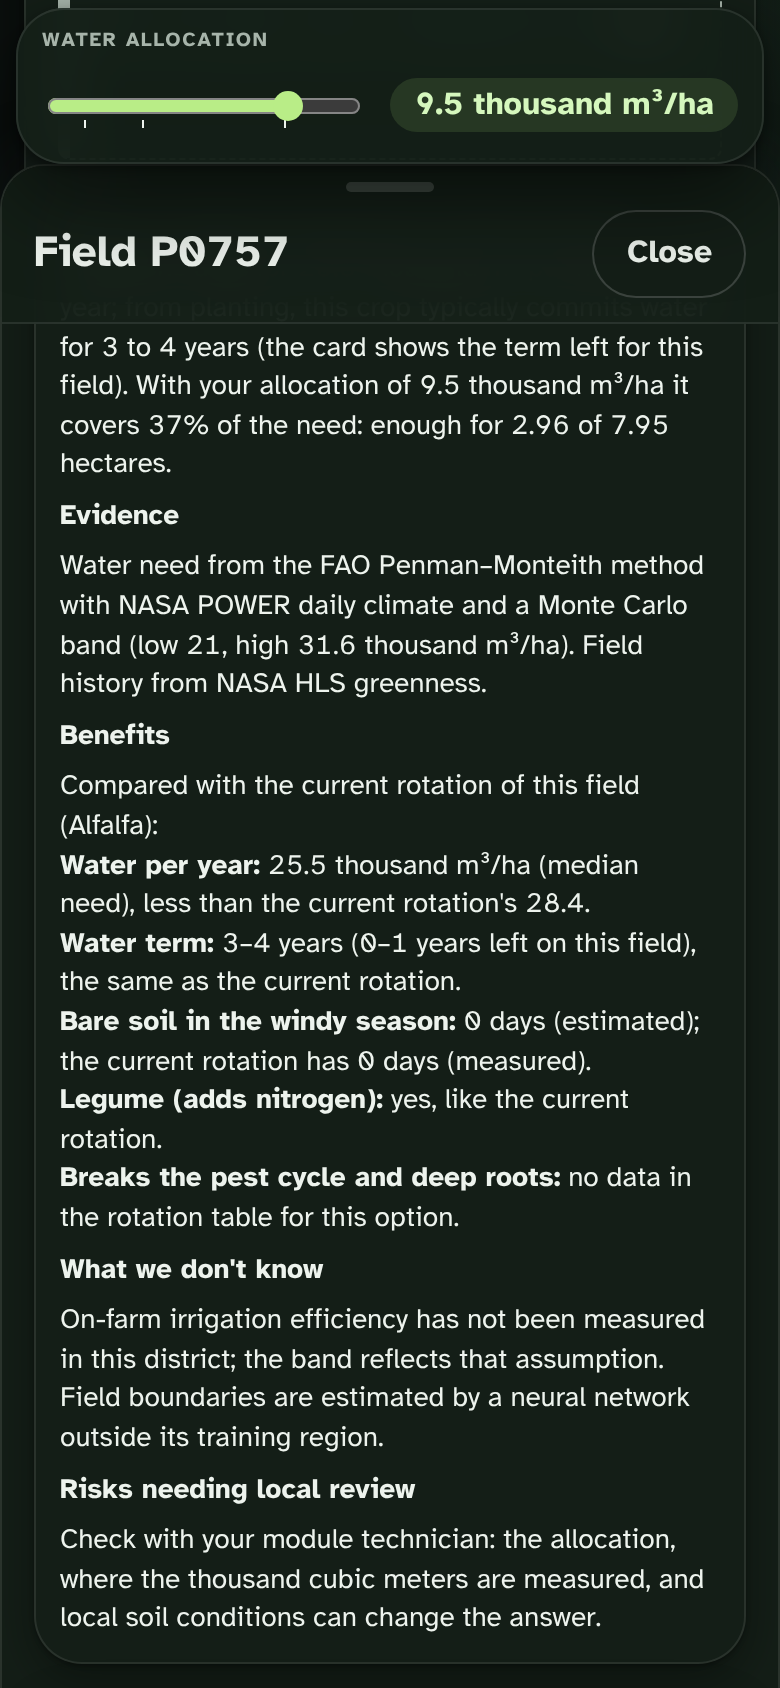 WATER ALLOCATION
9.5 thousand m³/ha
Field P0757
Close
year; from planting, this crop typically commits water
for 3 to 4 years (the card shows the term left for this
field). With your allocation of 9.5 thousand m³/ha it
covers 37% of the need: enough for 2.96 of 7.95
hectares.
Evidence
Water need from the FAO Penman–Monteith method
with NASA POWER daily climate and a Monte Carlo
band (low 21, high 31.6 thousand m³/ha). Field
history from NASA HLS greenness.
Benefits
Compared with the current rotation of this field
(Alfalfa):
Water per year: 25.5 thousand m³/ha (median
need), less than the current rotation's 28.4.
Water term: 3–4 years (0–1 years left on this field),
the same as the current rotation.
Bare soil in the windy season: 0 days (estimated);
the current rotation has 0 days (measured).
Legume (adds nitrogen): yes, like the current
rotation.
Breaks the pest cycle and deep roots: no data in
the rotation table for this option.
What we don't know
On-farm irrigation efficiency has not been measured
in this district; the band reflects that assumption.
Field boundaries are estimated by a neural network
outside its training region.
Risks needing local review
Check with your module technician: the allocation,
where the thousand cubic meters are measured, and
local soil conditions can change the answer.